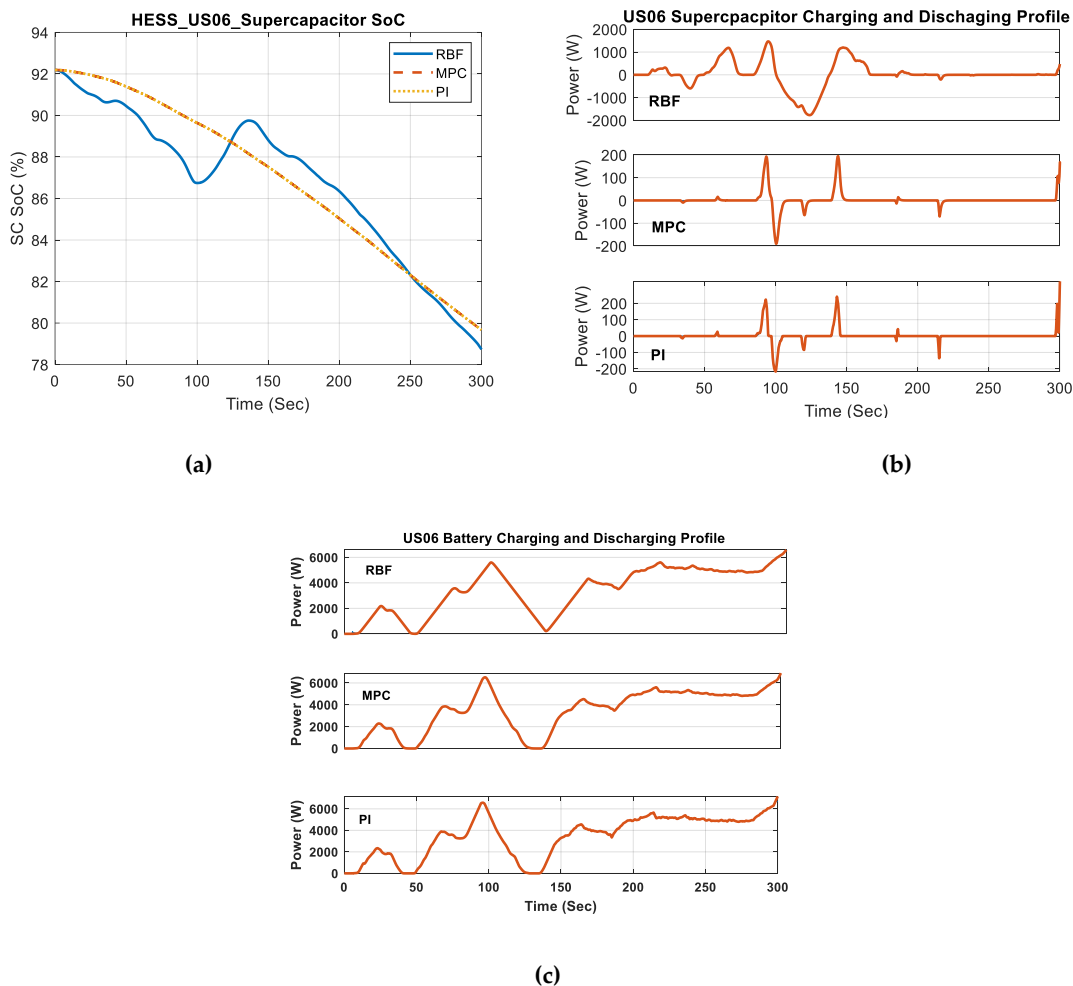 HESS_US06_Supercapacitor SoC
94
92
90
88
86
84
82
80
78
SC SoC (%)
RBF
MPC
PI
0 50 100 150 200 250 300
Time (Sec)
(a)
US06 Supercpacpitor Charging and Dischaging Profile
2000
1000
0
-1000
-2000
Power (W)
RBF
200
100
0
-100
-200
Power (W)
MPC
200
100
0
-100
-200
Power (W)
PI
0 50 100 150 200 250 300
Time (Sec)
(b)
US06 Battery Charging and Discharging Profile
6000
4000
2000
0
Power (W)
RBF
6000
4000
2000
0
Power (W)
MPC
6000
4000
2000
0
Power (W)
PI
0 50 100 150 200 250 300
Time (Sec)
(c)